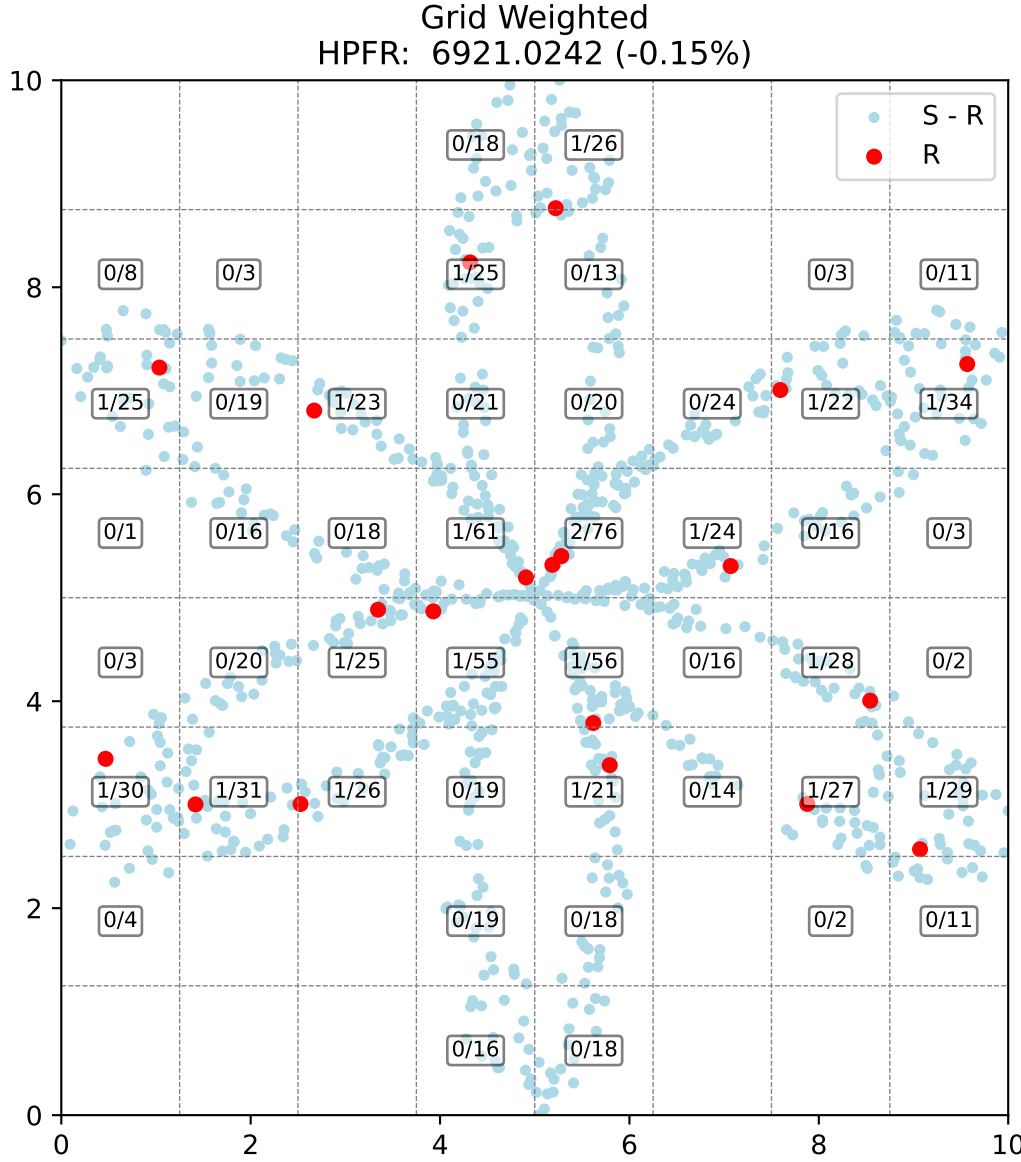 Grid Weighted
HPFR:  6921.0242 (-0.15%)
10
S - R
R
0/18 1/26
0/8 0/3 1/25 0/13 0/3 0/11
8
1/25 0/19 1/23 0/21 0/20 0/24 1/22 1/34
6
0/1 0/16 0/18 1/61 2/76 1/24 0/16 0/3
0/3 0/20 1/25 1/55 1/56 0/16 1/28 0/2
4
1/30 1/31 1/26 0/19 1/21 0/14 1/27 1/29
2
0/4 0/19 0/18 0/2 0/11
0/16 0/18
0
0 2 4 6 8 10